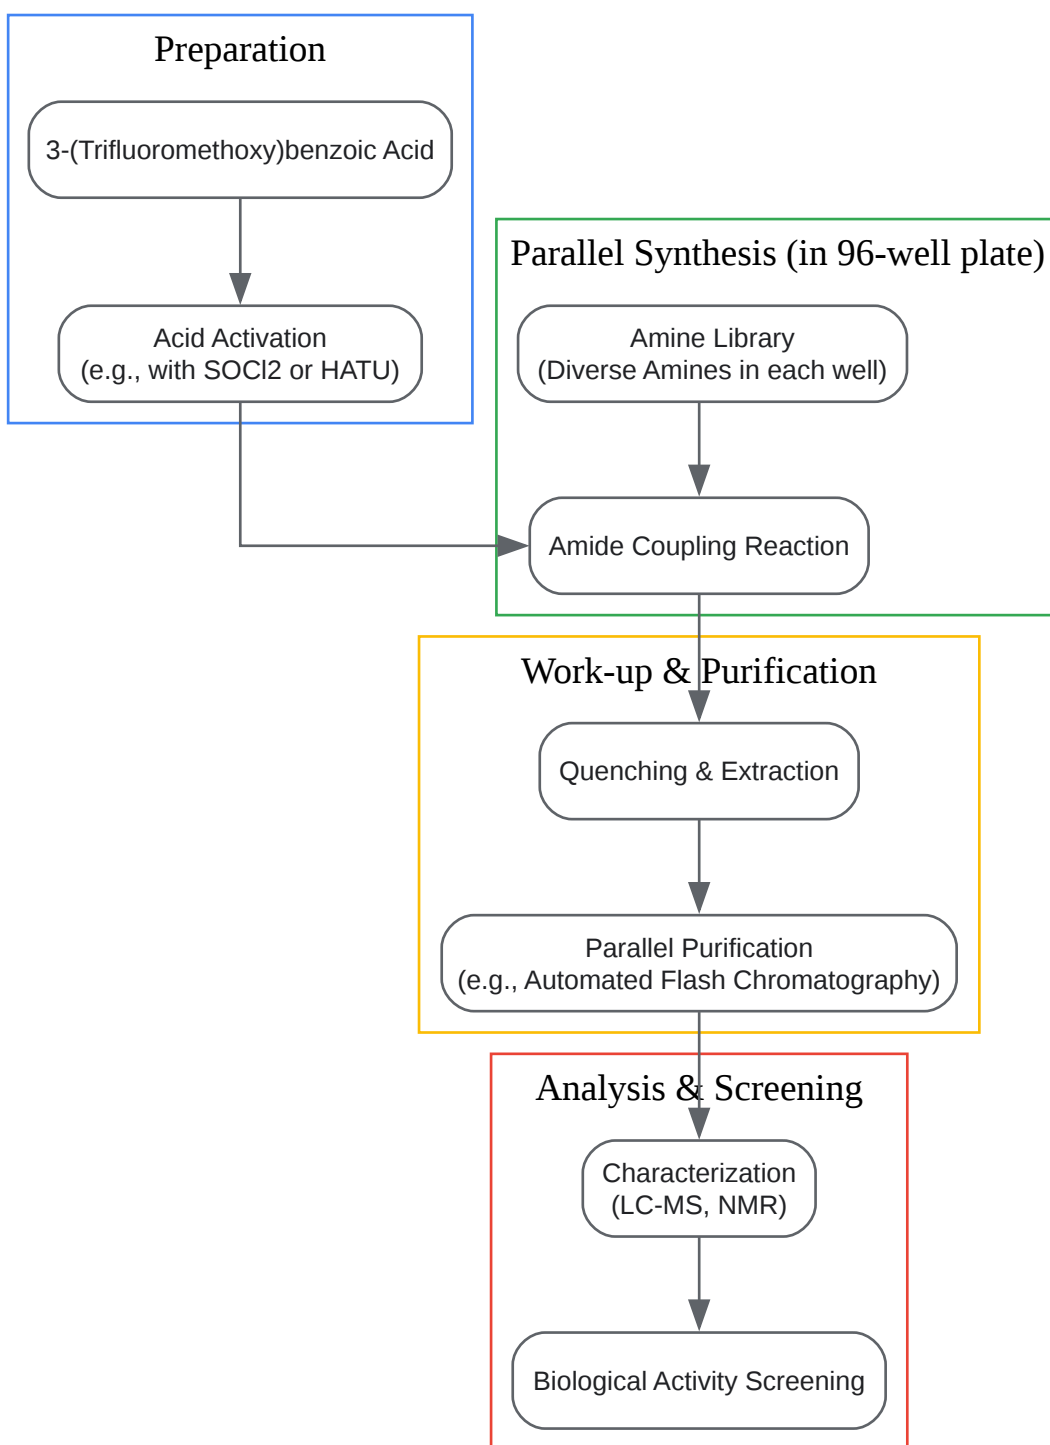 Preparation
3-(Trifluoromethoxy)benzoic Acid
Acid Activation
(e.g., with SOCl2 or HATU)
Parallel Synthesis (in 96-well plate)
Amine Library
(Diverse Amines in each well)
Amide Coupling Reaction
Work-up & Purification
Quenching & Extraction
Parallel Purification
(e.g., Automated Flash Chromatography)
Analysis & Screening
Characterization
(LC-MS, NMR)
Biological Activity Screening